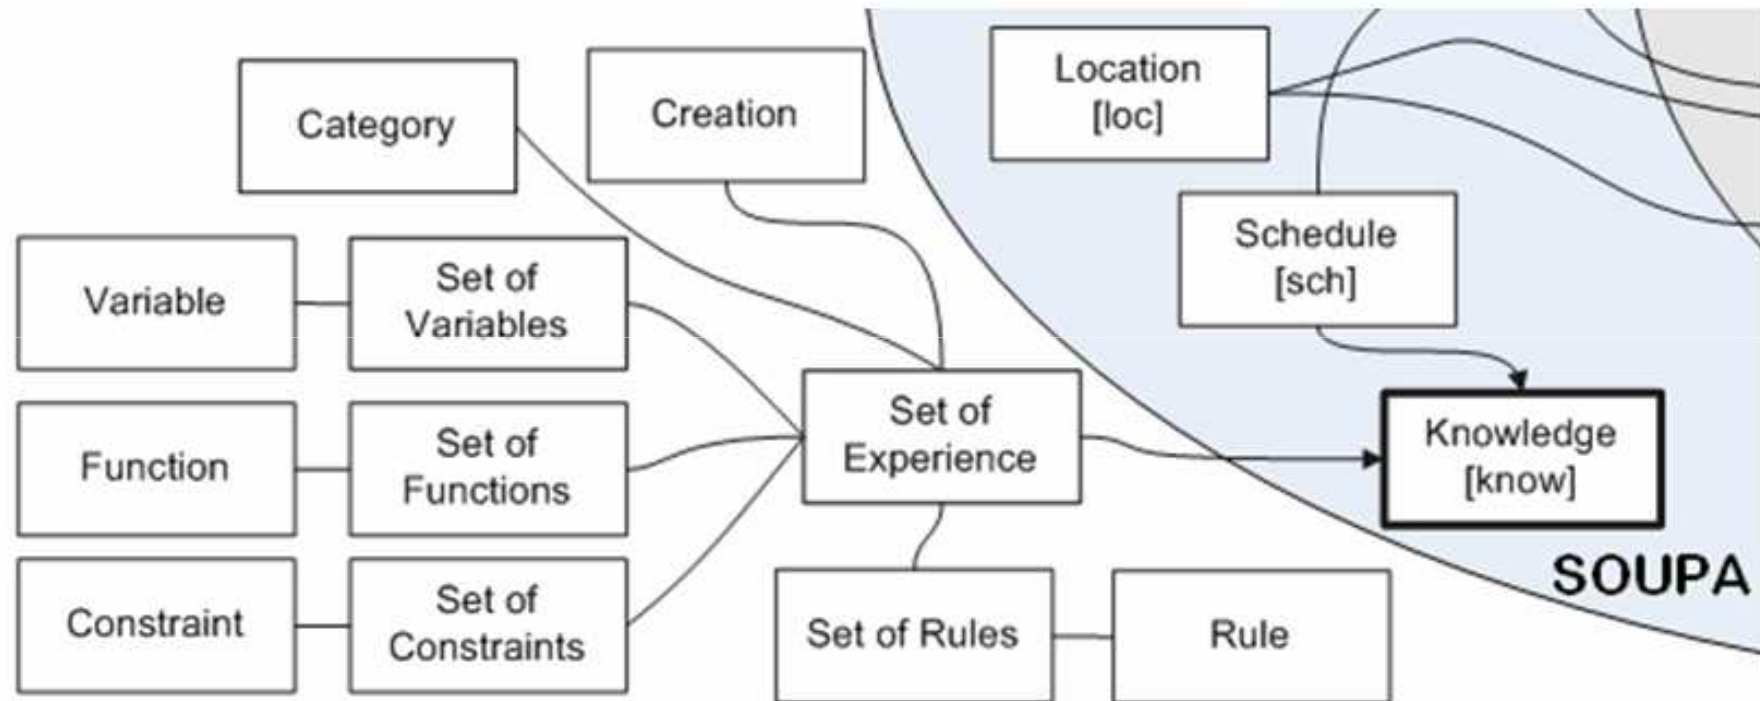 Category
Creation
Location
[loc]
Schedule
[sch]
Variable
Set of
Variables
Function
Set of
Functions
Set of
Experience
Knowledge
[know]
Constraint
Set of
Constraints
Set of Rules
Rule
SOUPA